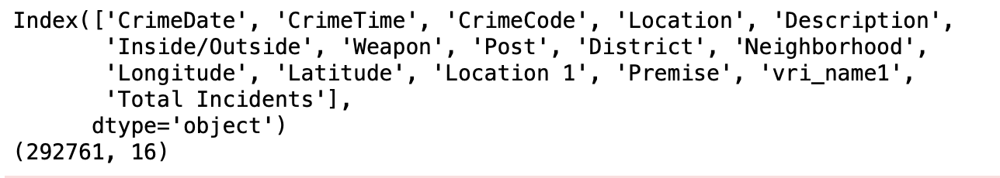 Index(['CrimeDate', 'CrimeTime', 'CrimeCode', 'Location', 'Description',
'Inside/Outside', 'Weapon', 'Post', 'District', 'Neighborhood',
'Longitude', 'Latitude', 'Location 1', 'Premise', 'vri_name1',
'Total Incidents'],
dtype='object')
(292761, 16)